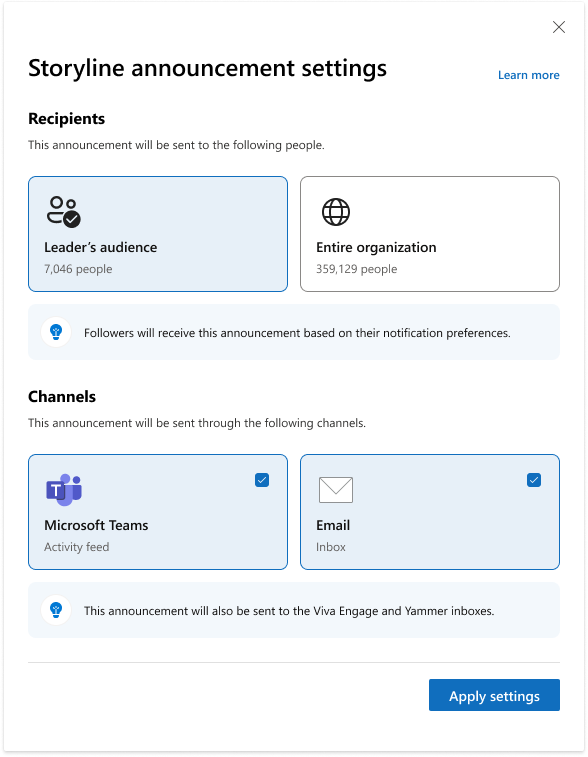 Storyline announcement settings
Learn more
Recipients
This announcement will be sent to the following people.
Leader’s audience
7,046 people
Entire organization
359,129 people
Followers will receive this announcement based on their notification preferences.
Channels
This announcement will be sent through the following channels.
T
Microsoft Teams
Activity feed
Email
Inbox
This announcement will also be sent to the Viva Engage and Yammer inboxes.
Apply settings